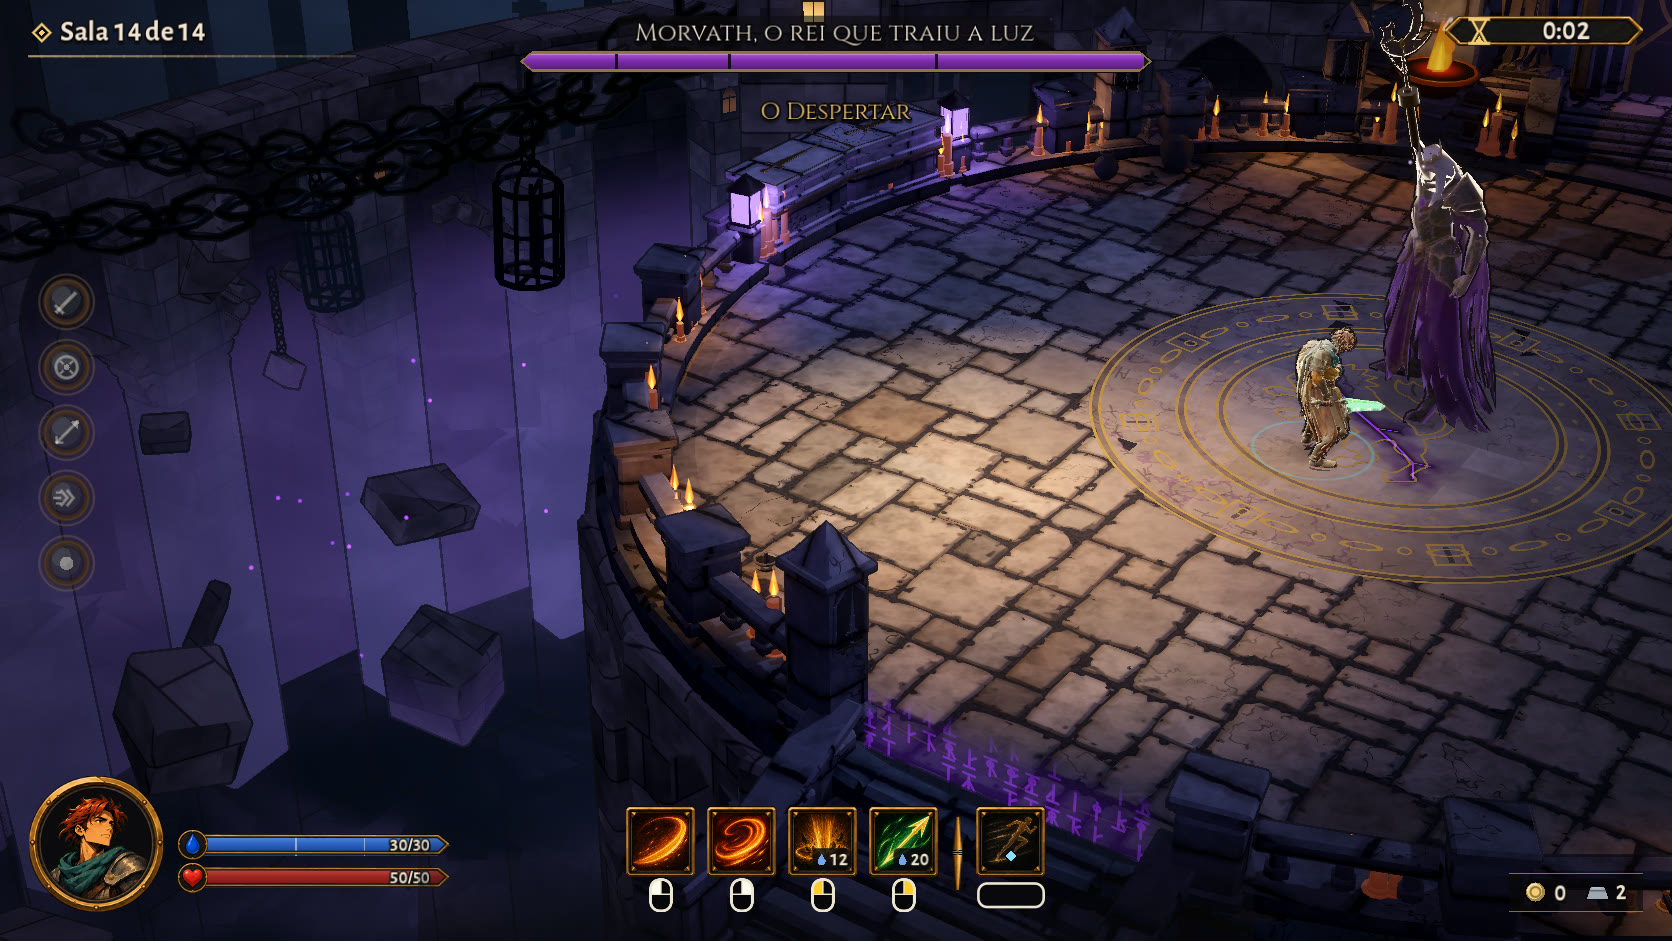 Sala 14 de 14
Morvath, o rei que traiu a luz
0:02
O Despertar
30/30
50/50
12
20
0
2